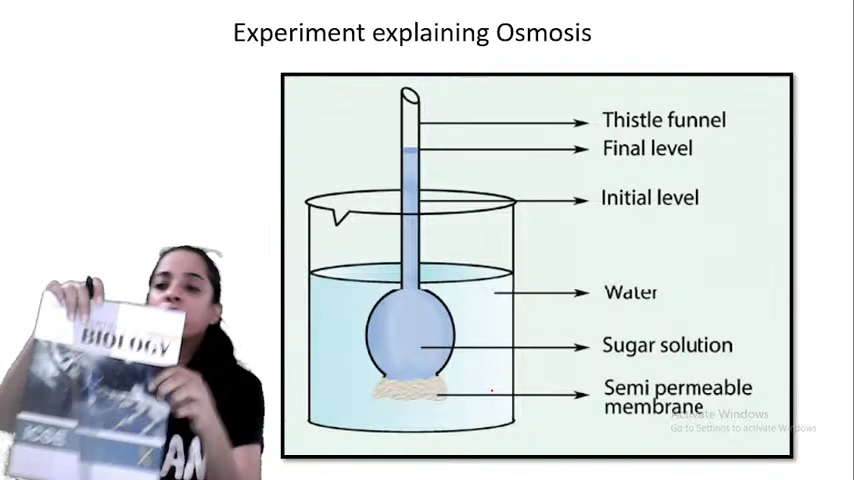 Experiment explaining Osmosis
Thistle funnel
Final level
Initial level
Water
Sugar solution
Semi permeable
membrane
Activate Windows
Go to Settings to activate Windows
BIOLOGY
AN